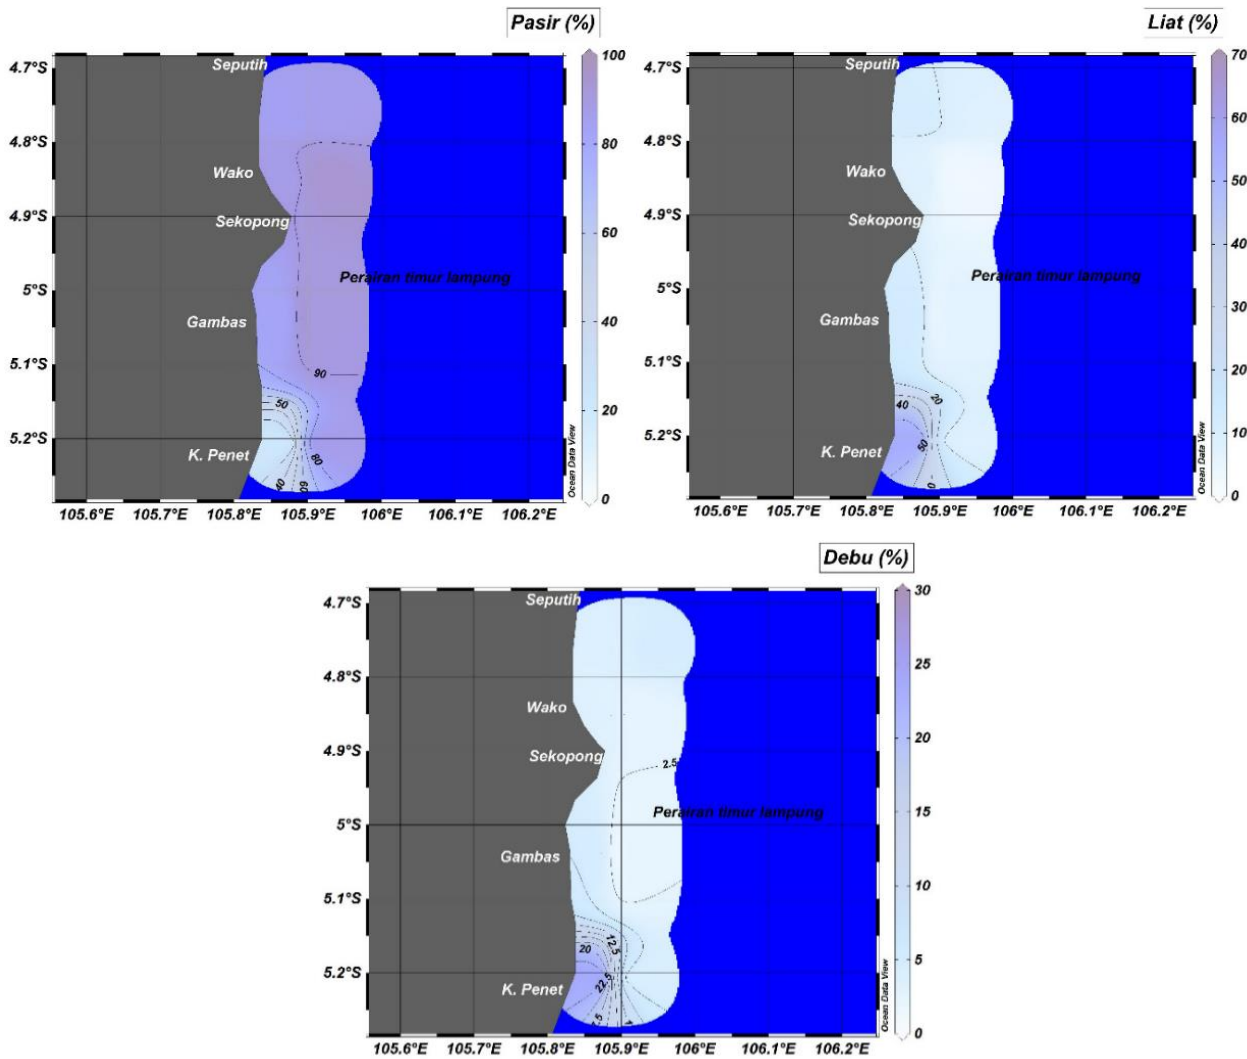 Pasir (%)
4.7°S
4.8°S
4.9°S
5°S
5.1°S
5.2°S
Seputih
Wako
Sekopong
Perairan timur lampung
Gambas
90
50
K. Penet
80
40
60
100
80
60
40
20
0
Ocean Data View
105.6°E 105.7°E 105.8°E 105.9°E 106°E 106.1°E 106.2°E
Liat (%)
4.7°S
4.8°S
4.9°S
5°S
5.1°S
5.2°S
Seputih
Wako
Sekopong
Perairan timur lampung
Gambas
20
40
K. Penet
50
70
60
50
40
30
20
10
0
Ocean Data View
105.6°E 105.7°E 105.8°E 105.9°E 106°E 106.1°E 106.2°E
Debu (%)
4.7°S
4.8°S
4.9°S
5°S
5.1°S
5.2°S
Seputih
Wako
Sekopong
2.5
Perairan timur lampung
Gambas
12.5
20
K. Penet
22.5
30
25
20
15
10
5
0
Ocean Data View
105.6°E 105.7°E 105.8°E 105.9°E 106°E 106.1°E 106.2°E